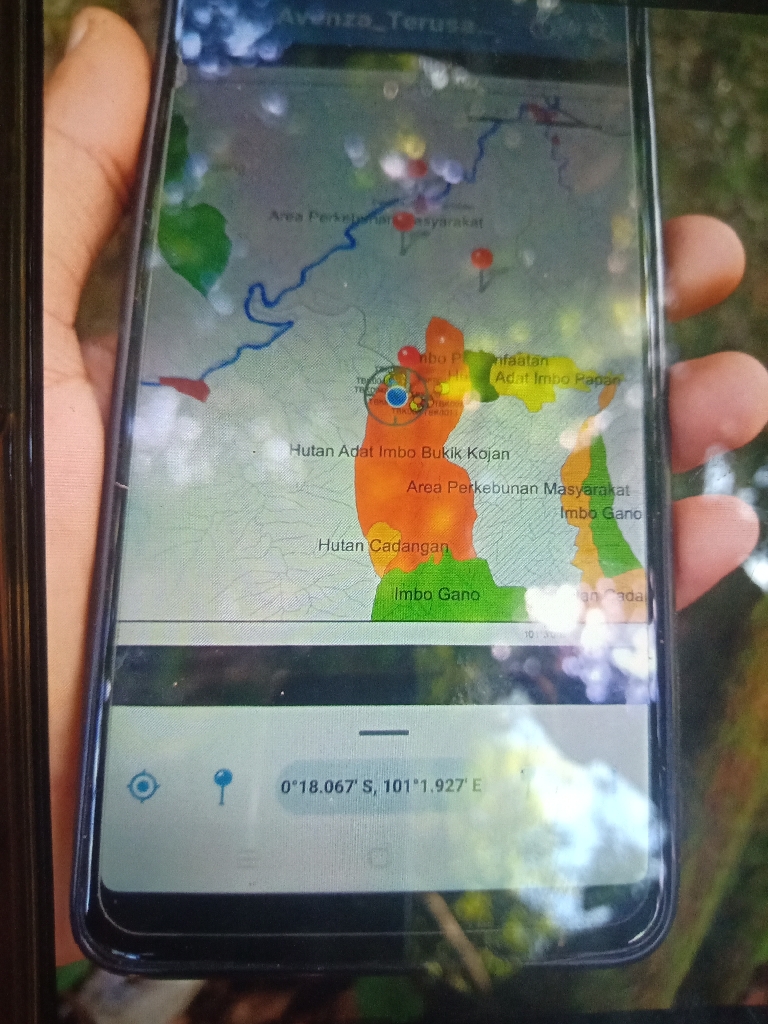 Avenza_Terusa...
Area Perkebunan Masyarakat
Adat Imbo Papan
Hutan Adat Imbo Bukik Kojan
Area Perkebunan Masyarakat
Imbo Gano
Hutan Cadangan
Imbo Gano
0°18.067' S, 101°1.927' E